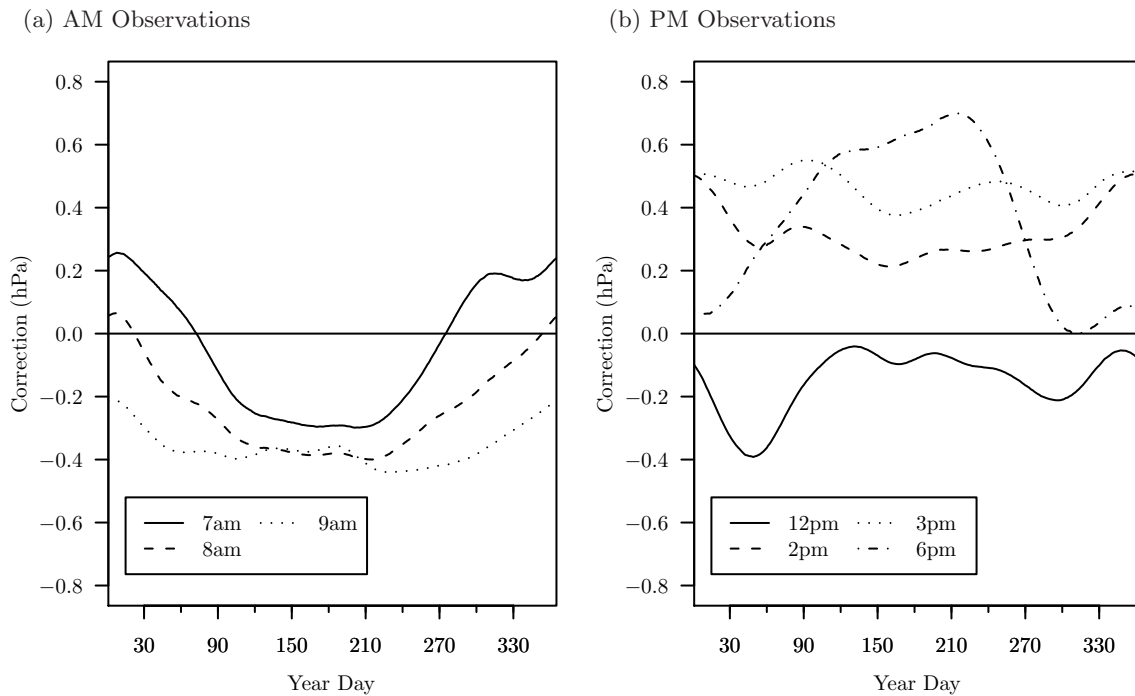 (a) AM Observations
0.8
0.6
0.4
0.2
0.0
−0.2
−0.4
−0.6
−0.8
Correction (hPa)
7am
9am
8am
30
90
150
210
270
330
Year Day
(b) PM Observations
0.8
0.6
0.4
0.2
0.0
−0.2
−0.4
−0.6
−0.8
Correction (hPa)
12pm
3pm
2pm
6pm
30
90
150
210
270
330
Year Day